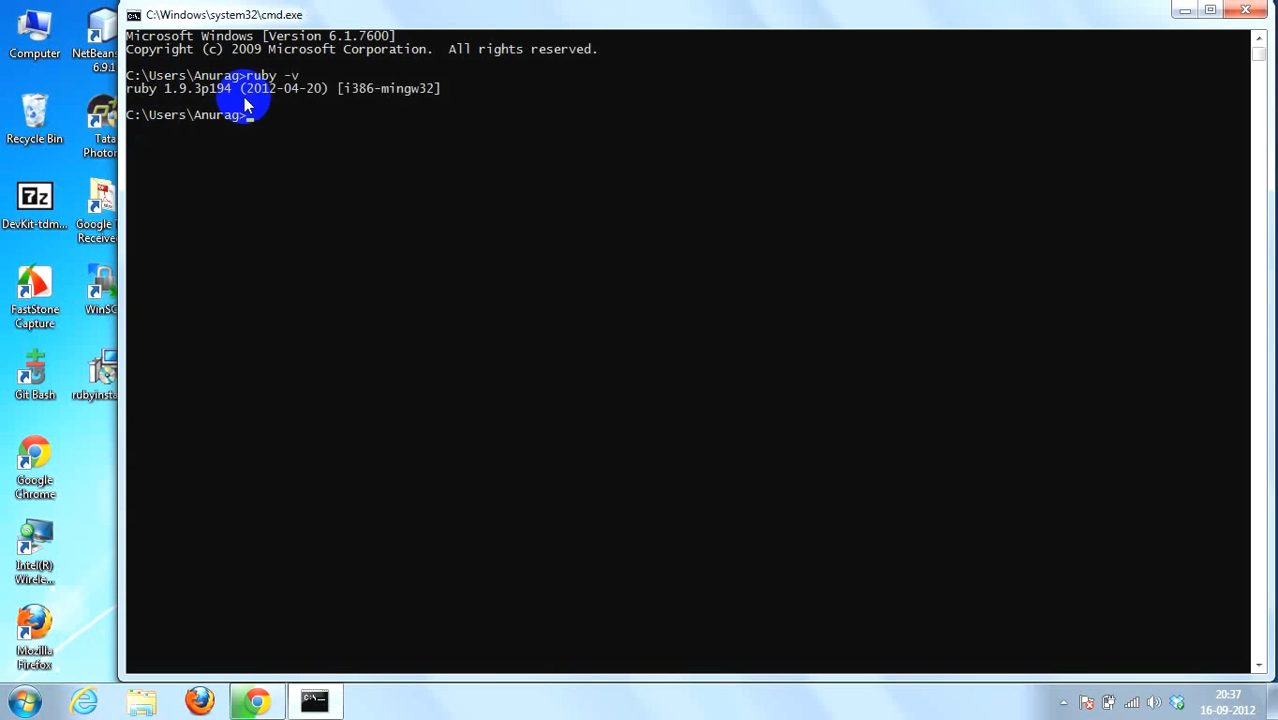 C:\Windows\system32\cmd.exe
Microsoft Windows [Version 6.1.7600]
Copyright (c) 2009 Microsoft Corporation.  All rights reserved.
C:\Users\Anurag>ruby -v
ruby 1.9.3p194 (2012-04-20) [i386-mingw32]
C:\Users\Anurag>
Computer
NetBeans
6.9.1
Recycle Bin
Tata
Photon
7z
DevKit-tdm...
Google
Receive
FastStone
Capture
WinSC
Git Bash
rubyinsta
Google
Chrome
Intel(R)
Wirele...
Mozilla
Firefox
20:37
16-09-2012